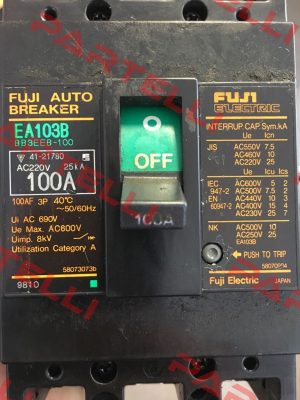 FUJI AUTO
BREAKER
EA103B
BB3EEB-100
41-21780
AC220V 25kA
100A
100AF 3P 40℃
~50/60Hz
Ui AC 690V
Ue Max. AC600V
Uimp. 8kV
Utilization Category A
58073073b
9810
O
OFF
100A
FUJI
ELECTRIC
INTERRUP. CAP. Sym.kA
Ue Icn
JIS AC550V 7.5
AC460V 10
AC230V 25
Ue Icu Ics
IEC AC600V 5 2
947-2 AC500V 7.5 2
EN AC440V 10 3
60947-2 AC400V 15 4
AC230V 25 7
NK AC500V 10
AC250V 25
EA103B
PUSH TO TRIP
Fuji Electric JAPAN
PARTELLI.COM